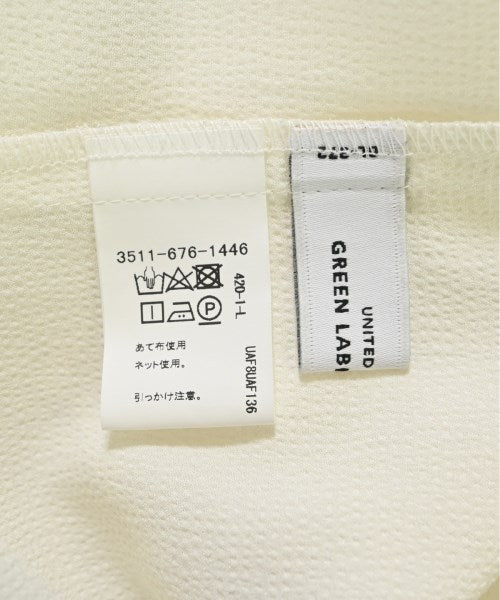 3511-676-1446
P
あて布使用
ネット使用。
引っかけ注意。
420-1-L
UAF8UAF136
UNITED
GREEN LAB